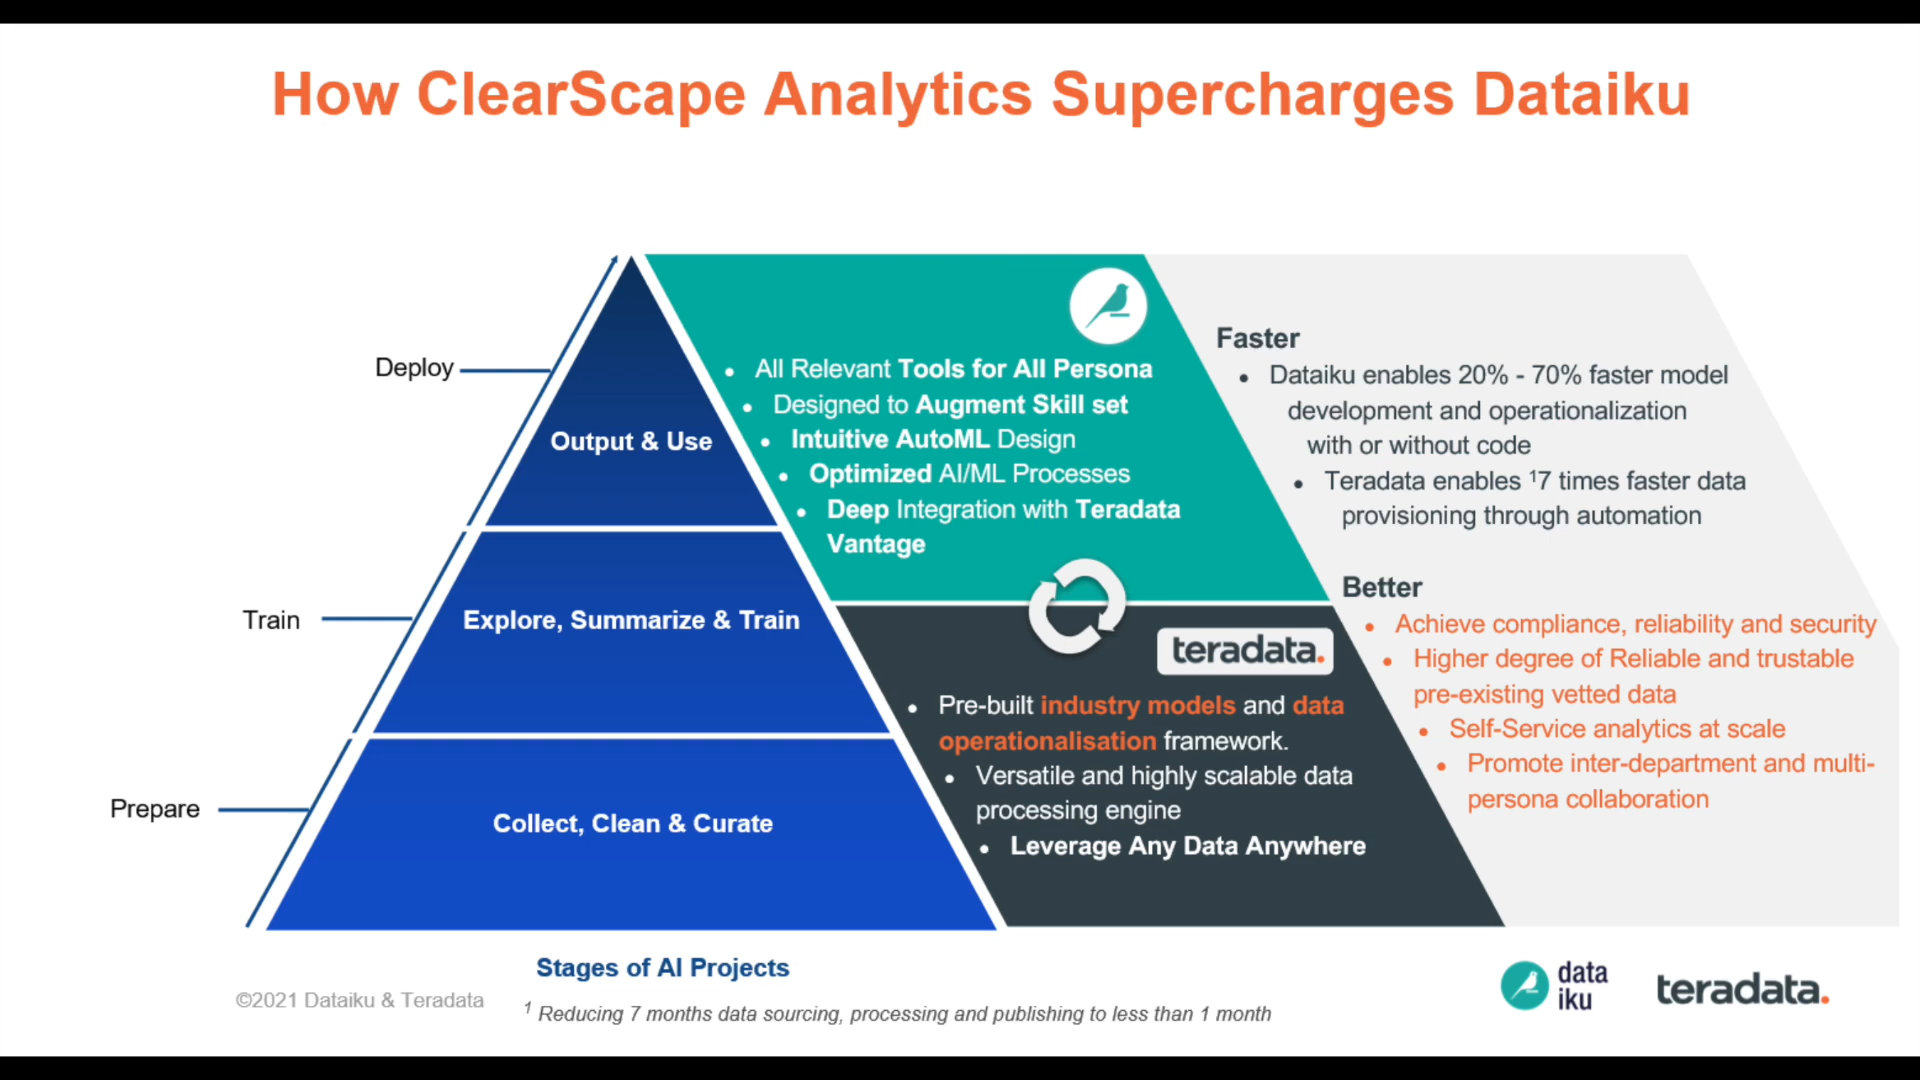 How ClearScape Analytics Supercharges Dataiku
Deploy
Train
Prepare
Output & Use
Explore, Summarize & Train
Collect, Clean & Curate
Stages of AI Projects
• All Relevant Tools for All Persona
• Designed to Augment Skill set
• Intuitive AutoML Design
• Optimized AI/ML Processes
• Deep Integration with Teradata
Vantage
teradata.
• Pre-built industry models and data
operationalisation framework.
• Versatile and highly scalable data
processing engine
• Leverage Any Data Anywhere
Faster
• Dataiku enables 20% - 70% faster model
development and operationalization
with or without code
• Teradata enables ¹7 times faster data
provisioning through automation
Better
• Achieve compliance, reliability and security
• Higher degree of Reliable and trustable
pre-existing vetted data
• Self-Service analytics at scale
• Promote inter-department and multi-
persona collaboration
©2021 Dataiku & Teradata
¹ Reducing 7 months data sourcing, processing and publishing to less than 1 month
data
iku
teradata.